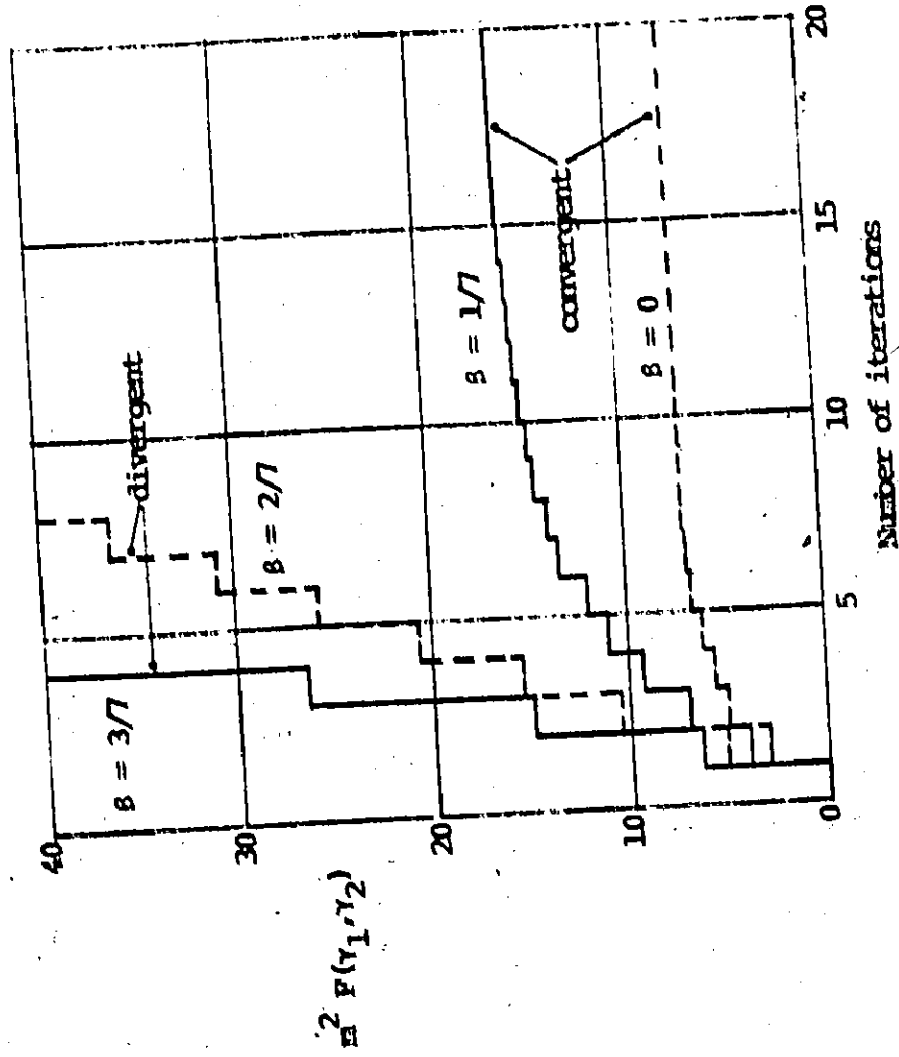 40
30
20
10
0
5
10
15
20
Number of iterations
F(γ1,γ2)
β = 3/7
divergent
β = 2/7
β = 1/7
convergent
β = 0